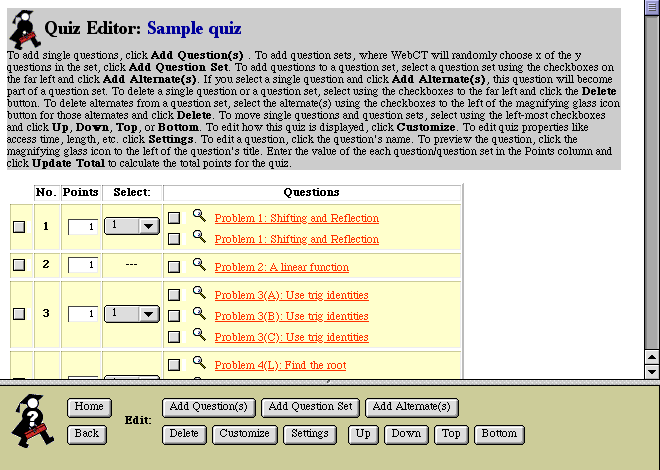 Quiz Editor: Sample quiz
To add single questions, click Add Question(s) . To add question sets, where WebCT will randomly choose x of the y
questions in the set, click Add Question Set. To add questions to a question set, select a question set using the checkboxes on
the far left and click Add Alternate(s). If you select a single question and click Add Alternate(s), this question will become
part of a question set. To delete a single question or a question set, select using the checkboxes to the far left and click the Delete
button. To delete alternates from a question set, select the alternate(s) using the checkboxes to the left of the magnifying glass icon
button for those alternates and click Delete. To move single questions and question sets, select using the left-most checkboxes
and click Up, Down, Top, or Bottom. To edit how this quiz is displayed, click Customize. To edit quiz properties like
access time, length, etc. click Settings. To edit a question, click the question's name. To preview the question, click the
magnifying glass icon to the left of the question's title. Enter the value of the each question/question set in the Points column and
click Update Total to calculate the total points for the quiz.
No. Points Select: Questions
1 1 1 Problem 1: Shifting and Reflection
Problem 1: Shifting and Reflection
2 1 --- Problem 2: A linear function
3 1 1 Problem 3(A): Use trig identities
Problem 3(B): Use trig identities
Problem 3(C): Use trig identities
Problem 4(L): Find the root
Home Edit: Add Question(s) Add Question Set Add Alternate(s)
Back Delete Customize Settings Up Down Top Bottom